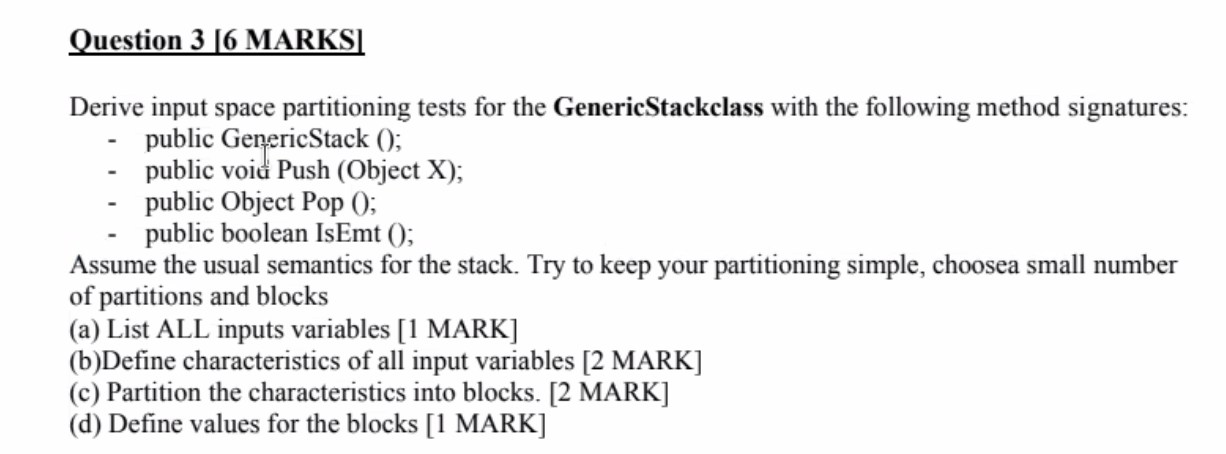 Question 3 [6 MARKS]
Derive input space partitioning tests for the GenericStackclass with the following method signatures:
- public GenericStack ();
- public void Push (Object X);
- public Object Pop ();
- public boolean IsEmt ();
Assume the usual semantics for the stack. Try to keep your partitioning simple, choosea small number
of partitions and blocks
(a) List ALL inputs variables [1 MARK]
(b)Define characteristics of all input variables [2 MARK]
(c) Partition the characteristics into blocks. [2 MARK]
(d) Define values for the blocks [1 MARK]